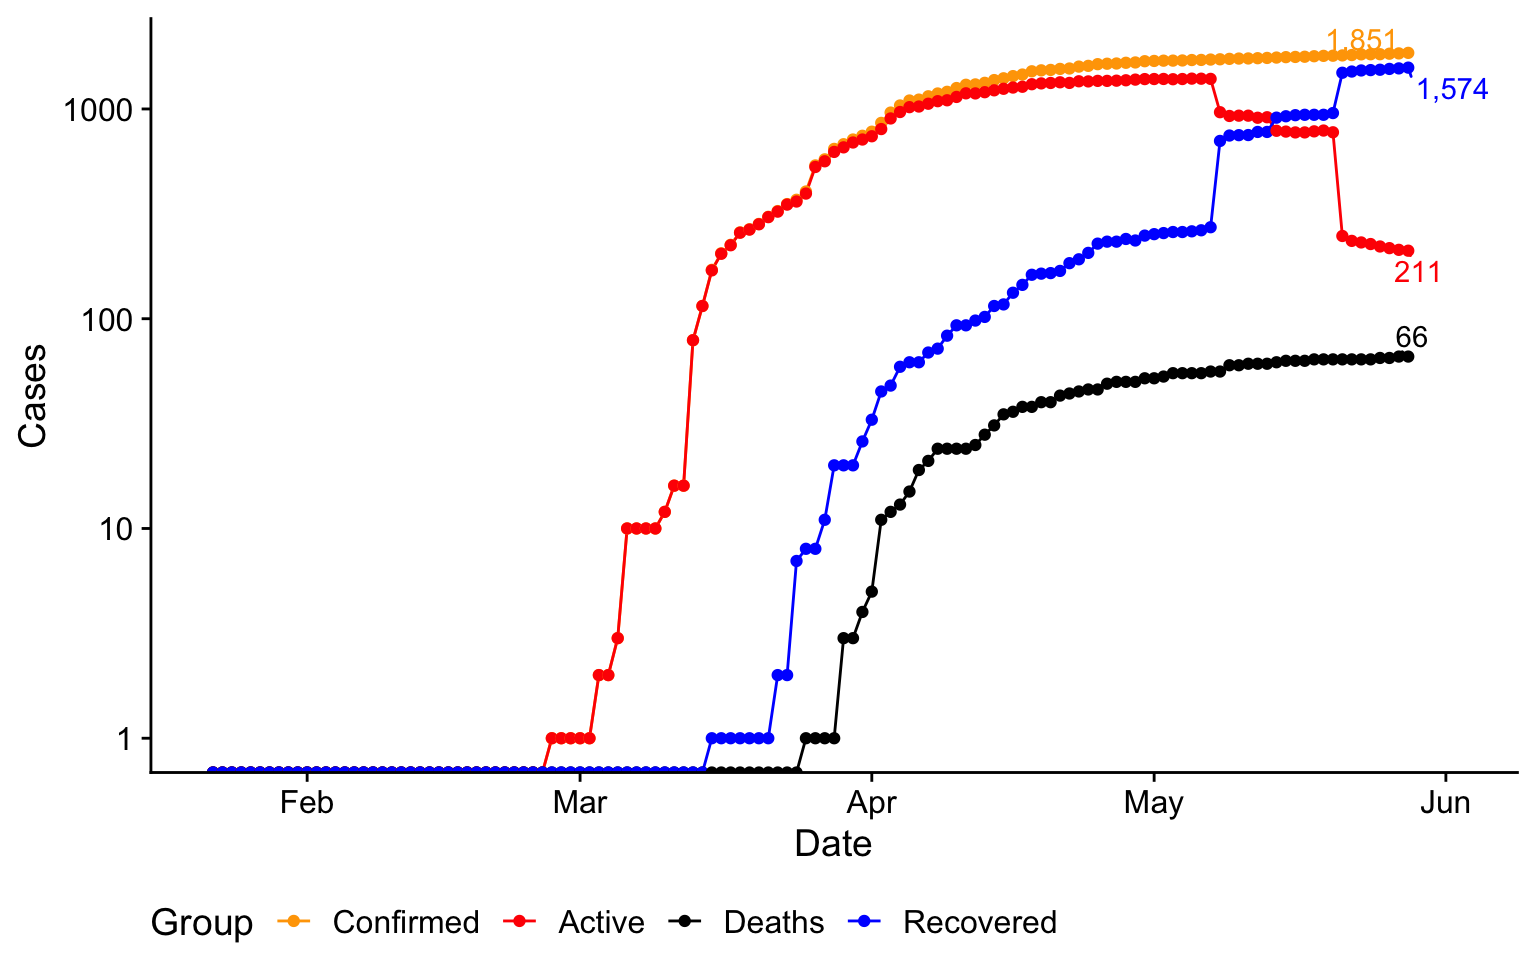 1,851
1,574
211
66
1000
100
10
1
Cases
Feb Mar Apr May Jun
Date
Group Confirmed Active Deaths Recovered